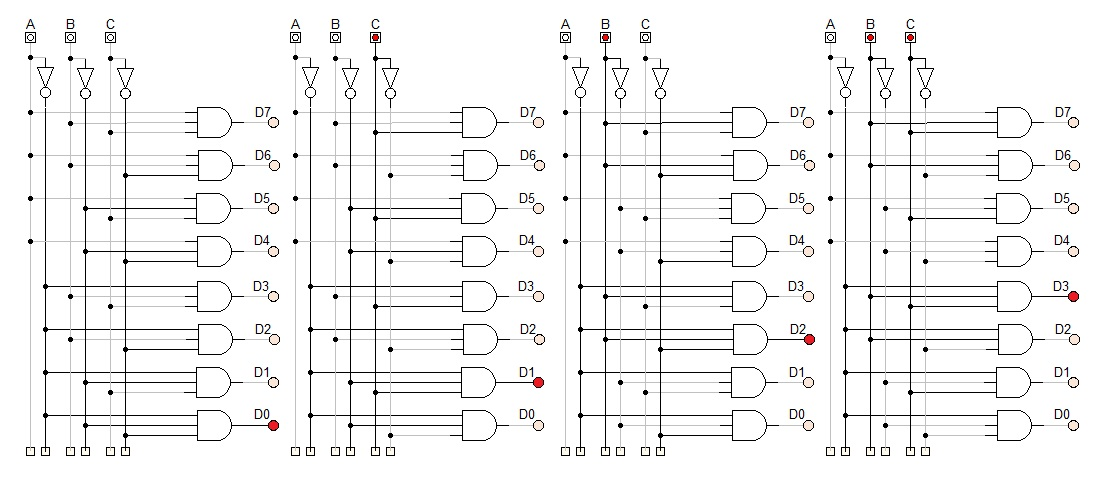 A B C A B C A B C A B C
D7 D7 D7 D7
D6 D6 D6 D6
D5 D5 D5 D5
D4 D4 D4 D4
D3 D3 D3 D3
D2 D2 D2 D2
D1 D1 D1 D1
D0 D0 D0 D0